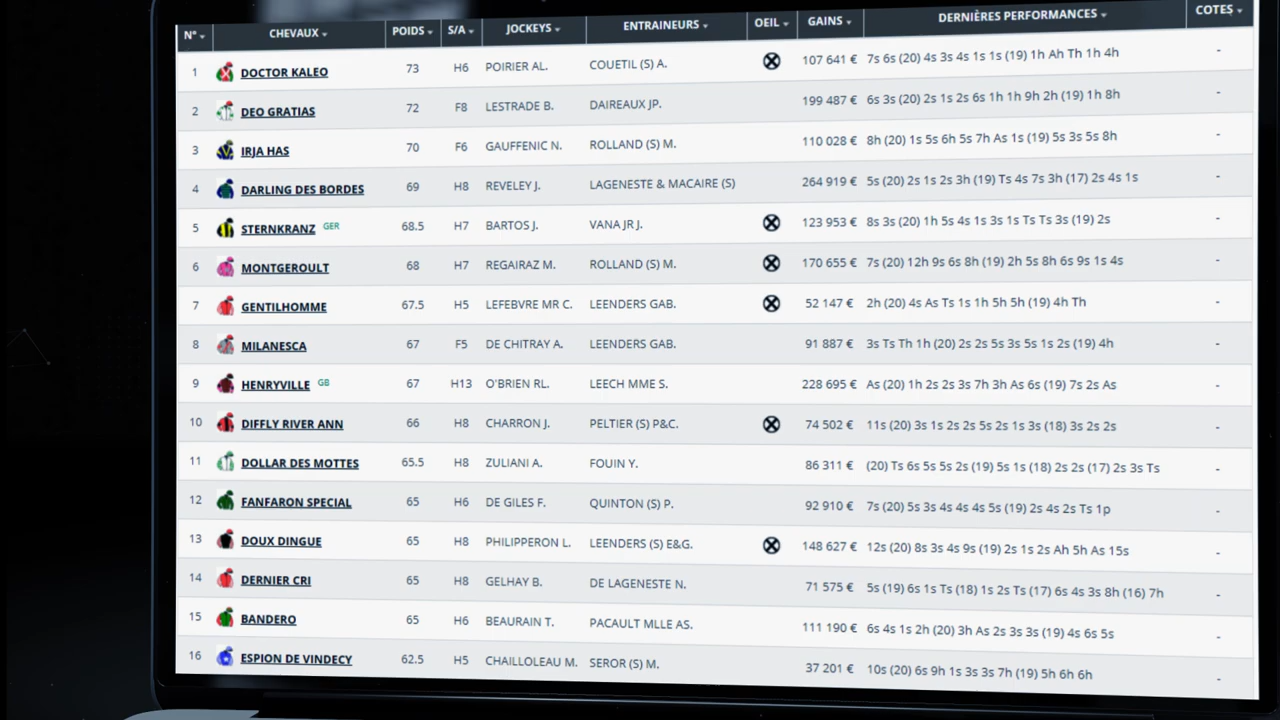 N° CHEVAUX POIDS S/A JOCKEYS ENTRAINEURS OEIL GAINS DERNIÈRES PERFORMANCES COTES
1 DOCTOR KALEO 73 H6 POIRIER AL. COUETIL (S) A. 107 641 € 7s 6s (20) 4s 3s 4s 1s 1s (19) 1h Ah Th 1h 4h -
2 DEO GRATIAS 72 F8 LESTRADE B. DAIREAUX JP. 199 487 € 6s 3s (20) 2s 1s 2s 6s 1h 1h 9h 2h (19) 1h 8h -
3 IRJA HAS 70 F6 GAUFFENIC N. ROLLAND (S) M. 110 028 € 8h (20) 1s 5s 6h 5s 7h As 1s (19) 5s 3s 5s 8h -
4 DARLING DES BORDES 69 H8 REVELEY J. LAGENESTE & MACAIRE (S) 264 919 € 5s (20) 2s 1s 2s 3h (19) Ts 4s 7s 3h (17) 2s 4s 1s -
5 STERNKRANZ GER 68.5 H7 BARTOS J. VANA JR J. 123 953 € 8s 3s (20) 1h 5s 4s 1s 3s 1s Ts Ts 3s (19) 2s -
6 MONTGEROULT 68 H7 REGAIRAZ M. ROLLAND (S) M. 170 655 € 7s (20) 12h 9s 6s 8h (19) 2h 5s 8h 6s 9s 1s 4s -
7 GENTILHOMME 67.5 H5 LEFEBVRE MR C. LEENDERS GAB. 52 147 € 2h (20) 4s As Ts 1s 1h 5h 5h (19) 4h Th -
8 MILANESCA 67 F5 DE CHITRAY A. LEENDERS GAB. 91 887 € 3s Ts Th 1h (20) 2s 2s 5s 3s 5s 1s 2s (19) 4h -
9 HENRYVILLE GB 67 H13 O'BRIEN RL. LEECH MME S. 228 695 € As (20) 1h 2s 2s 3s 7h 3h As 6s (19) 7s 2s As -
10 DIFFLY RIVER ANN 66 H8 CHARRON J. PELTIER (S) P&C. 74 502 € 11s (20) 3s 1s 2s 2s 5s 2s 1s 3s (18) 3s 2s 2s -
11 DOLLAR DES MOTTES 65.5 H8 ZULIANI A. FOUIN Y. 86 311 € (20) Ts 6s 5s 5s 2s (19) 5s 1s (18) 2s 2s (17) 2s 3s Ts -
12 FANFARON SPECIAL 65 H6 DE GILES F. QUINTON (S) P. 92 910 € 7s (20) 5s 3s 4s 4s 4s 5s (19) 2s 4s 2s Ts 1p -
13 DOUX DINGUE 65 H8 PHILIPPERON L. LEENDERS (S) E&G. 148 627 € 12s (20) 8s 3s 4s 9s (19) 2s 1s 2s Ah 5h As 15s -
14 DERNIER CRI 65 H8 GELHAY B. DE LAGENESTE N. 71 575 € 5s (19) 6s 1s Ts (18) 1s 2s Ts (17) 6s 4s 3s 8h (16) 7h -
15 BANDERO 65 H6 BEAURAIN T. PACAULT MLLE AS. 111 190 € 6s 4s 1s 2h (20) 3h As 2s 3s 3s (19) 4s 6s 5s -
16 ESPION DE VINDECY 62.5 H5 CHAILLOLEAU M. SEROR (S) M. 37 201 € 10s (20) 6s 9h 1s 3s 3s 7h (19) 5h 6h 6h -